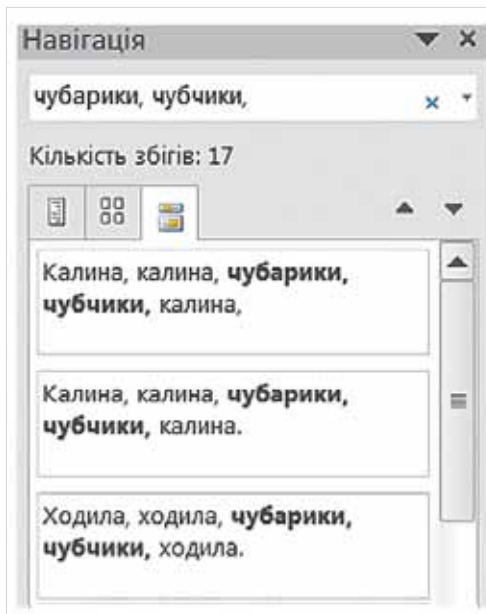 Навігація
чубарики, чубчики,
Кількість збігів: 17
Калина, калина, чубарики,
чубчики, калина,
Калина, калина, чубарики,
чубчики, калина.
Ходила, ходила, чубарики,
чубчики, ходила.